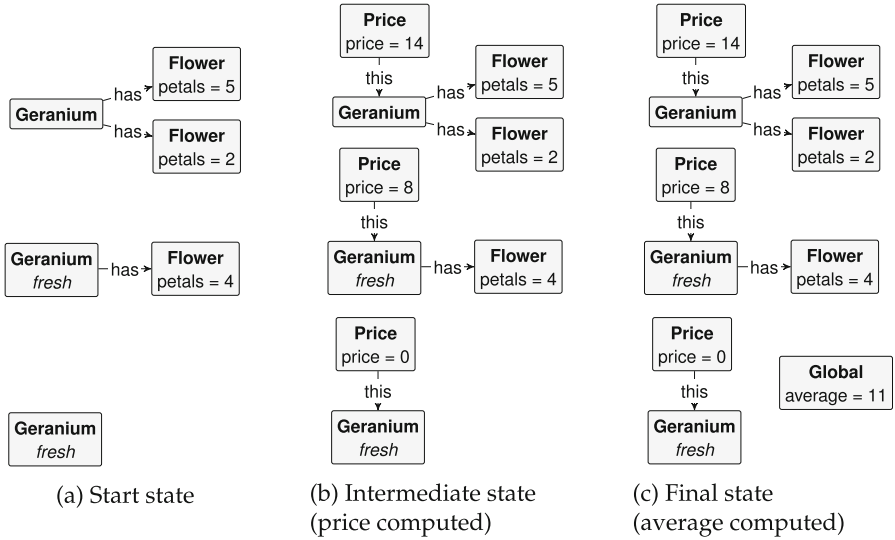 Geranium
has
has
Flower
petals = 5
Flower
petals = 2
Geranium
fresh
has
Flower
petals = 4
Geranium
fresh
(a) Start state
Price
price = 14
this
Geranium
has
has
Flower
petals = 5
Flower
petals = 2
Price
price = 8
this
Geranium
fresh
has
Flower
petals = 4
Price
price = 0
this
Geranium
fresh
(b) Intermediate state
(price computed)
Price
price = 14
this
Geranium
has
has
Flower
petals = 5
Flower
petals = 2
Price
price = 8
this
Geranium
fresh
has
Flower
petals = 4
Price
price = 0
this
Geranium
fresh
Global
average = 11
(c) Final state
(average computed)